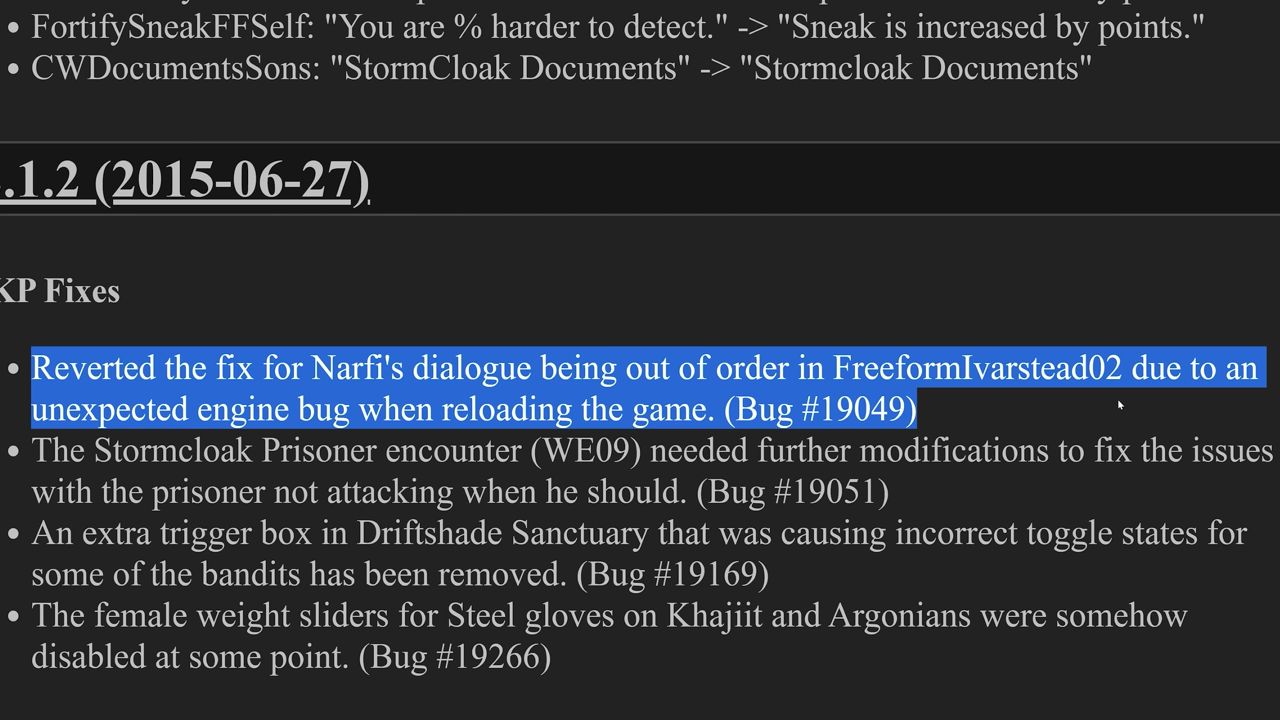 FortifySneakFFSelf: "You are % harder to detect." -> "Sneak is increased by points."
CWDocumentsSons: "StormCloak Documents" -> "Stormcloak Documents"
.1.2 (2015-06-27)
KP Fixes
Reverted the fix for Narfi's dialogue being out of order in FreeformIvarstead02 due to an
unexpected engine bug when reloading the game. (Bug #19049)
The Stormcloak Prisoner encounter (WE09) needed further modifications to fix the issues
with the prisoner not attacking when he should. (Bug #19051)
An extra trigger box in Driftshade Sanctuary that was causing incorrect toggle states for
some of the bandits has been removed. (Bug #19169)
The female weight sliders for Steel gloves on Khajiit and Argonians were somehow
disabled at some point. (Bug #19266)